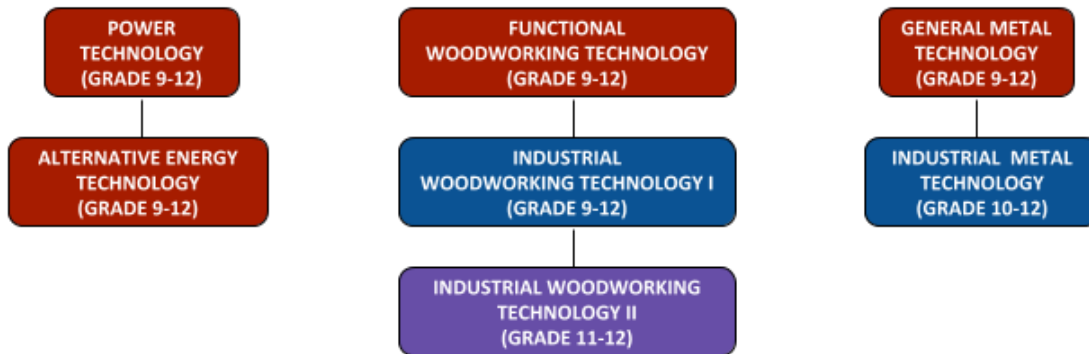 POWER
TECHNOLOGY
(GRADE 9-12)
FUNCTIONAL
WOODWORKING TECHNOLOGY
(GRADE 9-12)
GENERAL METAL
TECHNOLOGY
(GRADE 9-12)
ALTERNATIVE ENERGY
TECHNOLOGY
(GRADE 9-12)
INDUSTRIAL
WOODWORKING TECHNOLOGY I
(GRADE 9-12)
INDUSTRIAL METAL
TECHNOLOGY
(GRADE 10-12)
INDUSTRIAL WOODWORKING
TECHNOLOGY II
(GRADE 11-12)